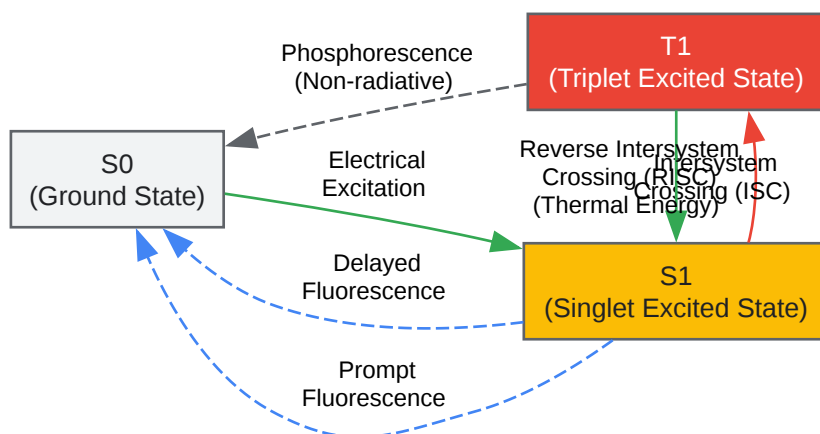 T1
(Triplet Excited State)
Phosphorescence
(Non-radiative)
S0
(Ground State)
Electrical
Excitation
Reverse Intersystem
Crossing (RISC)
(Thermal Energy)
Intersystem
Crossing (ISC)
S1
(Singlet Excited State)
Delayed
Fluorescence
Prompt
Fluorescence